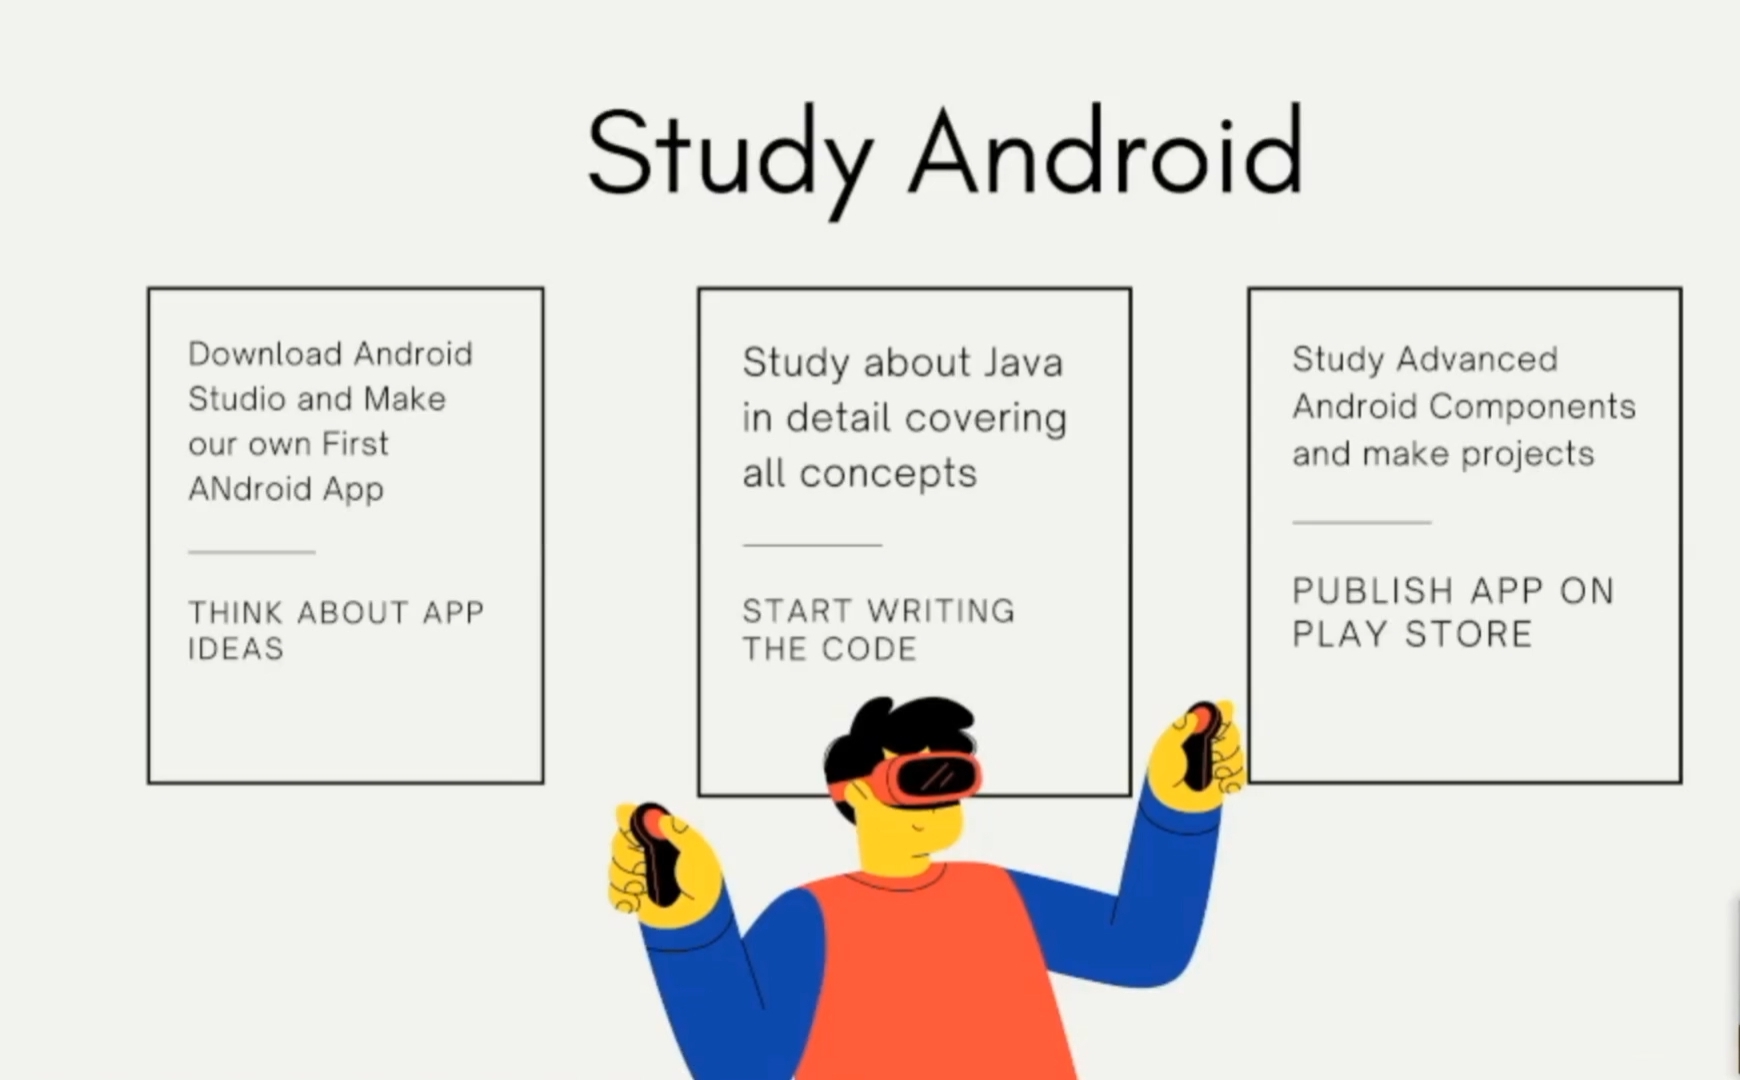 Study Android
Download Android
Studio and Make
our own First
ANdroid App
THINK ABOUT APP
IDEAS
Study about Java
in detail covering
all concepts
START WRITING
THE CODE
Study Advanced
Android Components
and make projects
PUBLISH APP ON
PLAY STORE